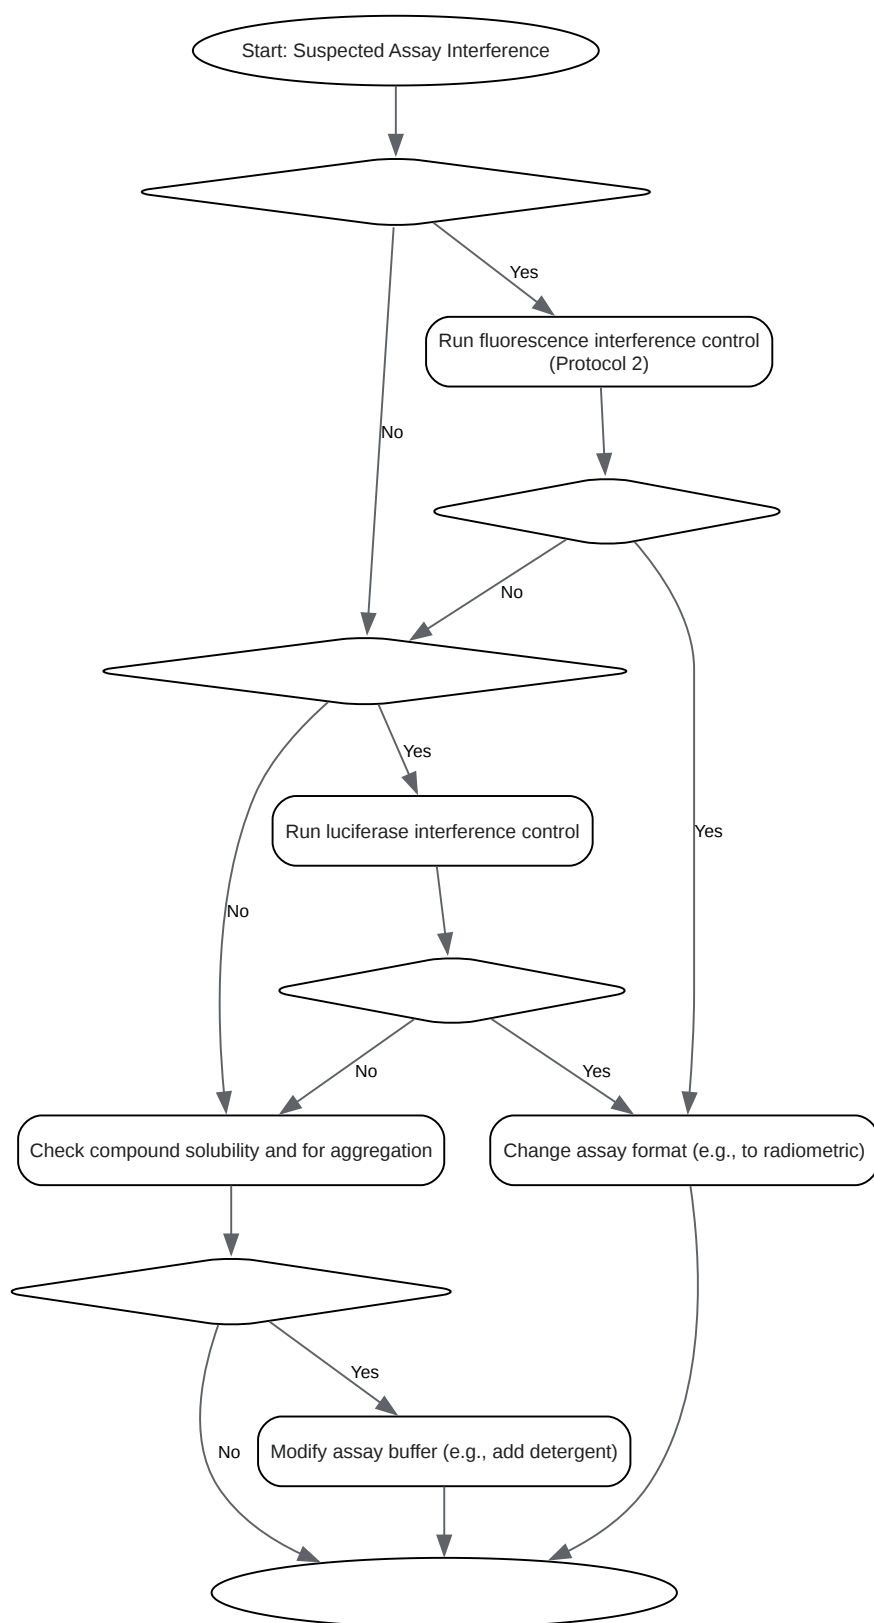 Start: Suspected Assay Interference
Yes
Run fluorescence interference control
(Protocol 2)
No
No
Yes
Run luciferase interference control
Yes
No
No
Yes
Check compound solubility and for aggregation
Change assay format (e.g., to radiometric)
Yes
No
Modify assay buffer (e.g., add detergent)